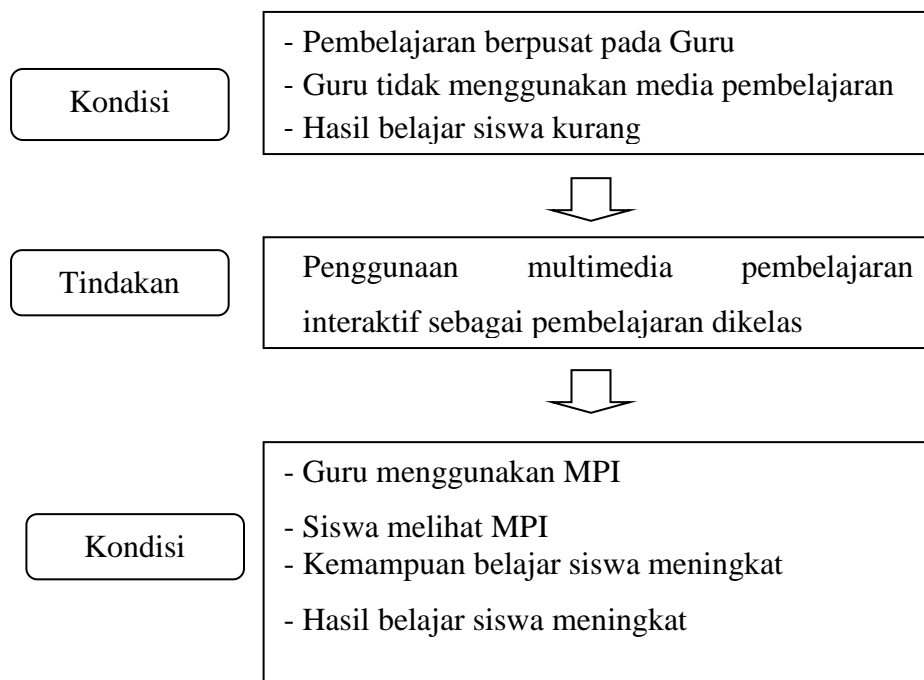 Kondisi
- Pembelajaran berpusat pada Guru
- Guru tidak menggunakan media pembelajaran
- Hasil belajar siswa kurang
Tindakan
Penggunaan multimedia pembelajaran
interaktif sebagai pembelajaran dikelas
Kondisi
- Guru menggunakan MPI
- Siswa melihat MPI
- Kemampuan belajar siswa meningkat
- Hasil belajar siswa meningkat